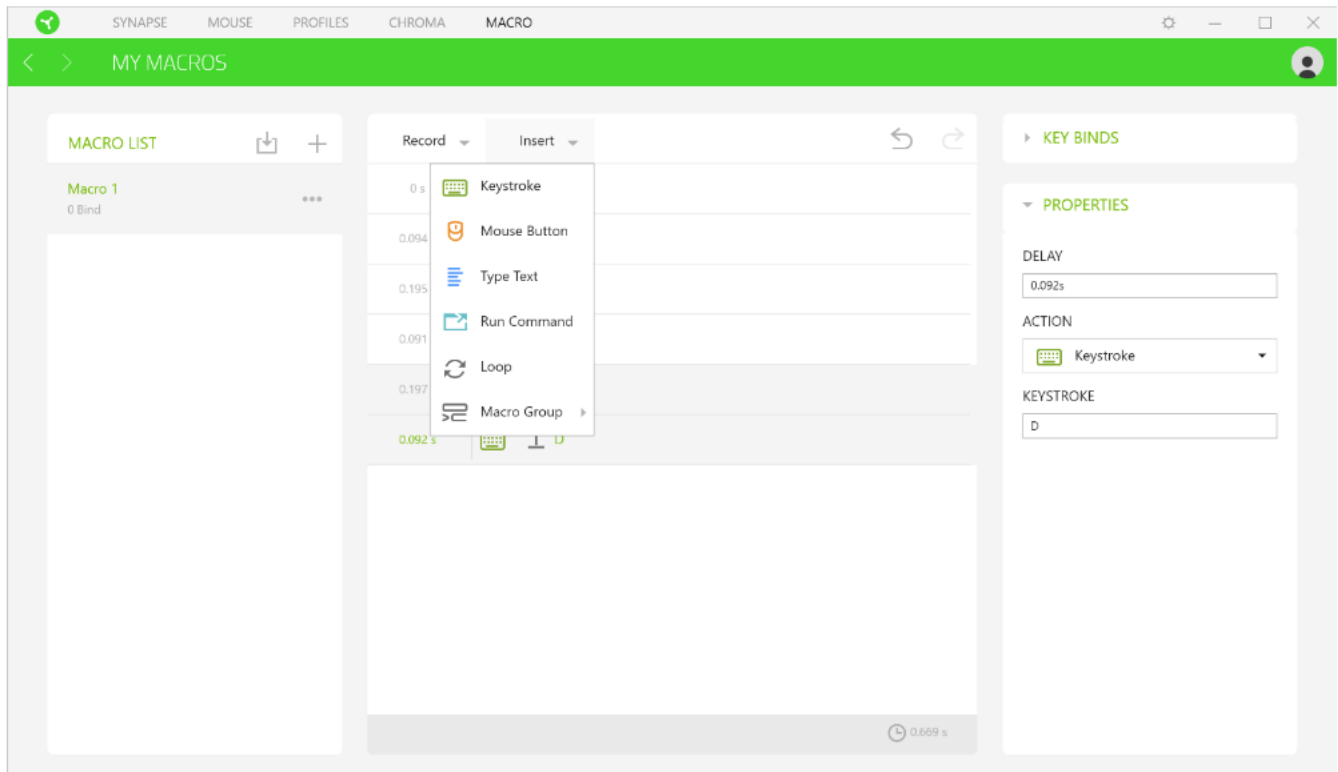 SYNAPSE MOUSE PROFILES CHROMA MACRO
MY MACROS
MACRO LIST
Macro 1
0 Bind
Record Insert
0 s
0.094
0.195
0.091
0.197
0.092 s D
Keystroke
Mouse Button
Type Text
Run Command
Loop
Macro Group
0.669 s
KEY BINDS
PROPERTIES
DELAY
0.092s
ACTION
Keystroke
KEYSTROKE
D